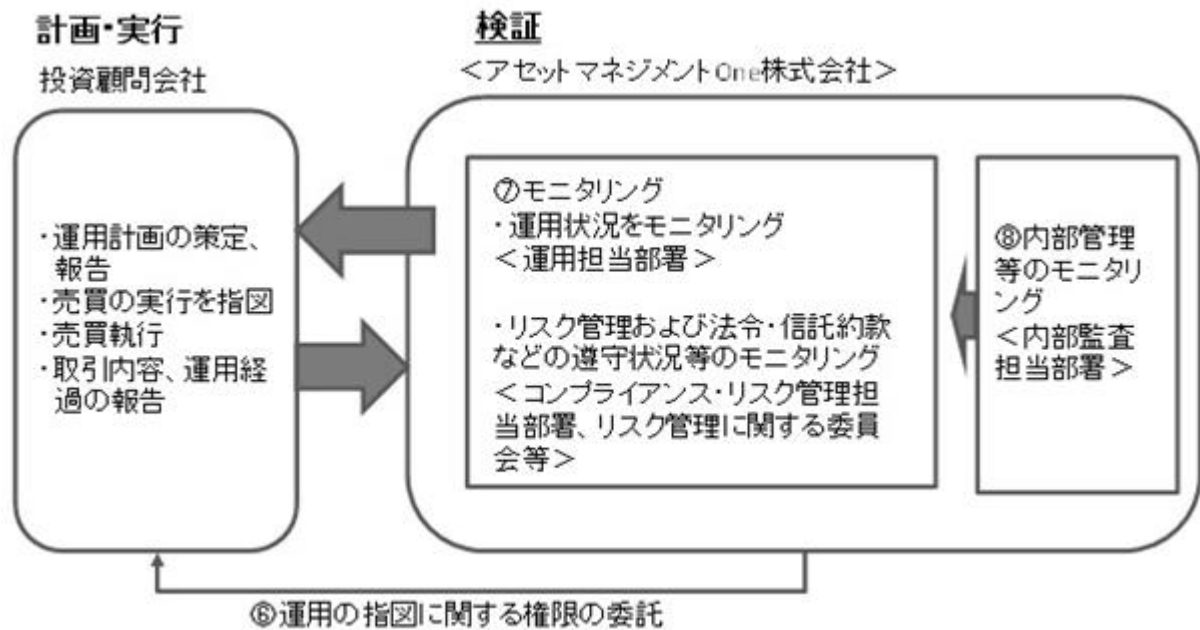 計画・実行
投資顧問会社
・運用計画の策定、
報告
・売買の実行を指図
・売買執行
・取引内容、運用経
過の報告
検証
＜アセットマネジメントOne株式会社＞
⑦モニタリング
・運用状況をモニタリング
＜運用担当部署＞
・リスク管理および法令・信託約款
などの遵守状況等のモニタリング
＜コンプライアンス・リスク管理担
当部署、リスク管理に関する委員
会等＞
⑧内部管理
等のモニタリ
ング
＜内部監査
担当部署＞
⑥運用の指図に関する権限の委託